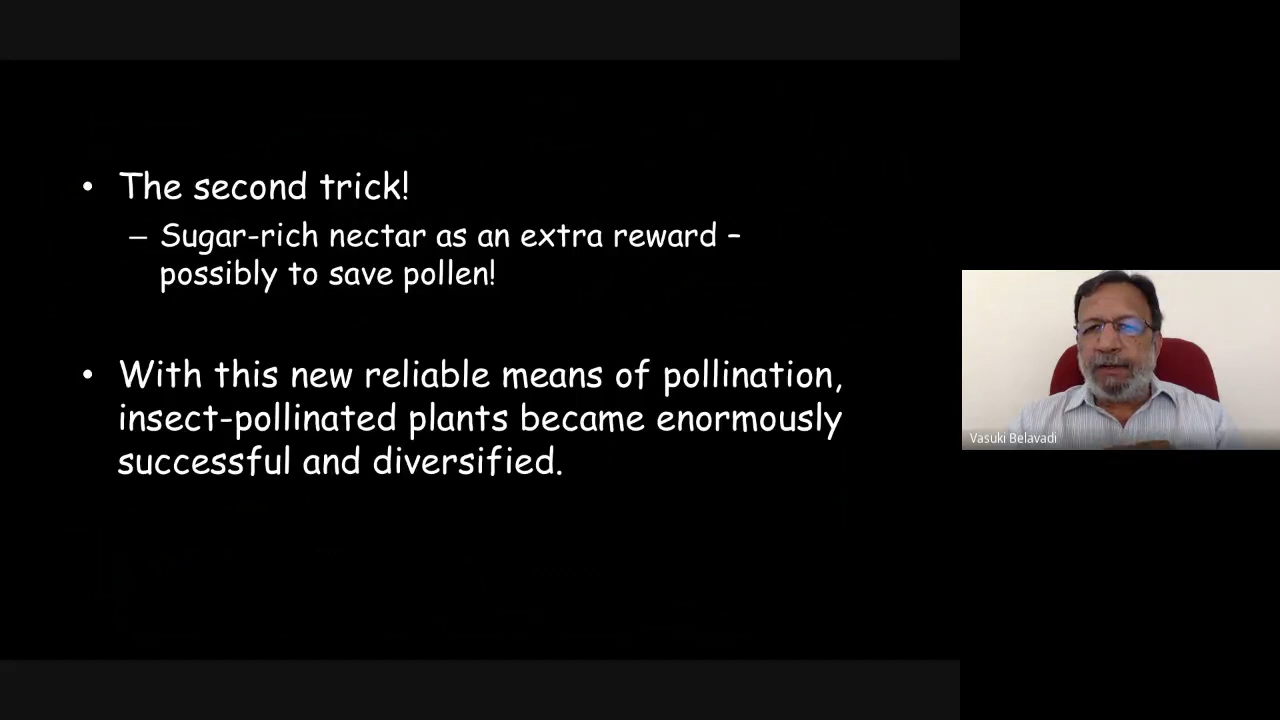 • The second trick!
– Sugar-rich nectar as an extra reward –
possibly to save pollen!
• With this new reliable means of pollination,
insect-pollinated plants became enormously
successful and diversified.
Vasuki Belavadi